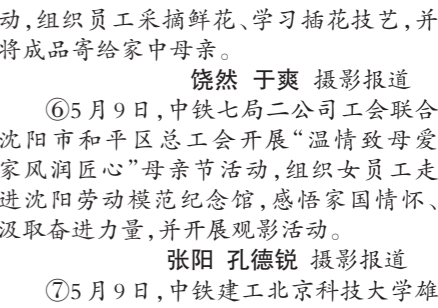 动,组织员工采摘鲜花、学习插花技艺,并
将成品寄给家中母亲。
饶然 于爽 摄影报道
⑥5月9日,中铁七局二公司工会联合
沈阳市和平区总工会开展“温情致母爱
家风润匠心”母亲节活动,组织女员工走
进沈阳劳动模范纪念馆,感悟家国情怀、
汲取奋进力量,并开展观影活动。
张阳 孔德锐 摄影报道
⑦5月9日,中铁建工北京科技大学雄